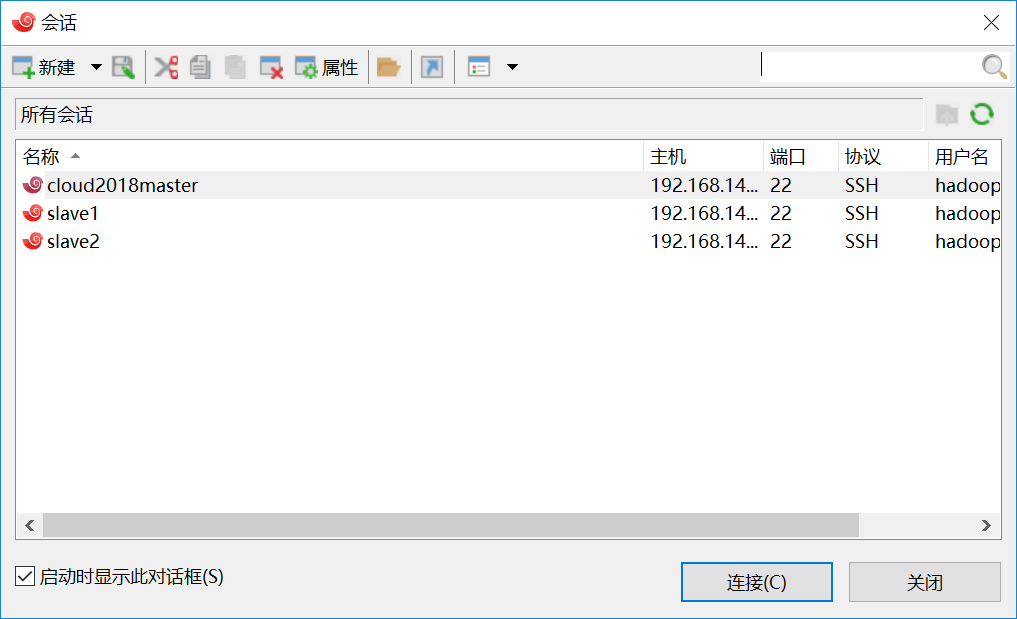 会话
新建 属性
所有会话
名称 主机 端口 协议 用户名
cloud2018master 192.168.14... 22 SSH hadoop
slave1 192.168.14... 22 SSH hadoop
slave2 192.168.14... 22 SSH hadoop
启动时显示此对话框(S)
连接(C) 关闭